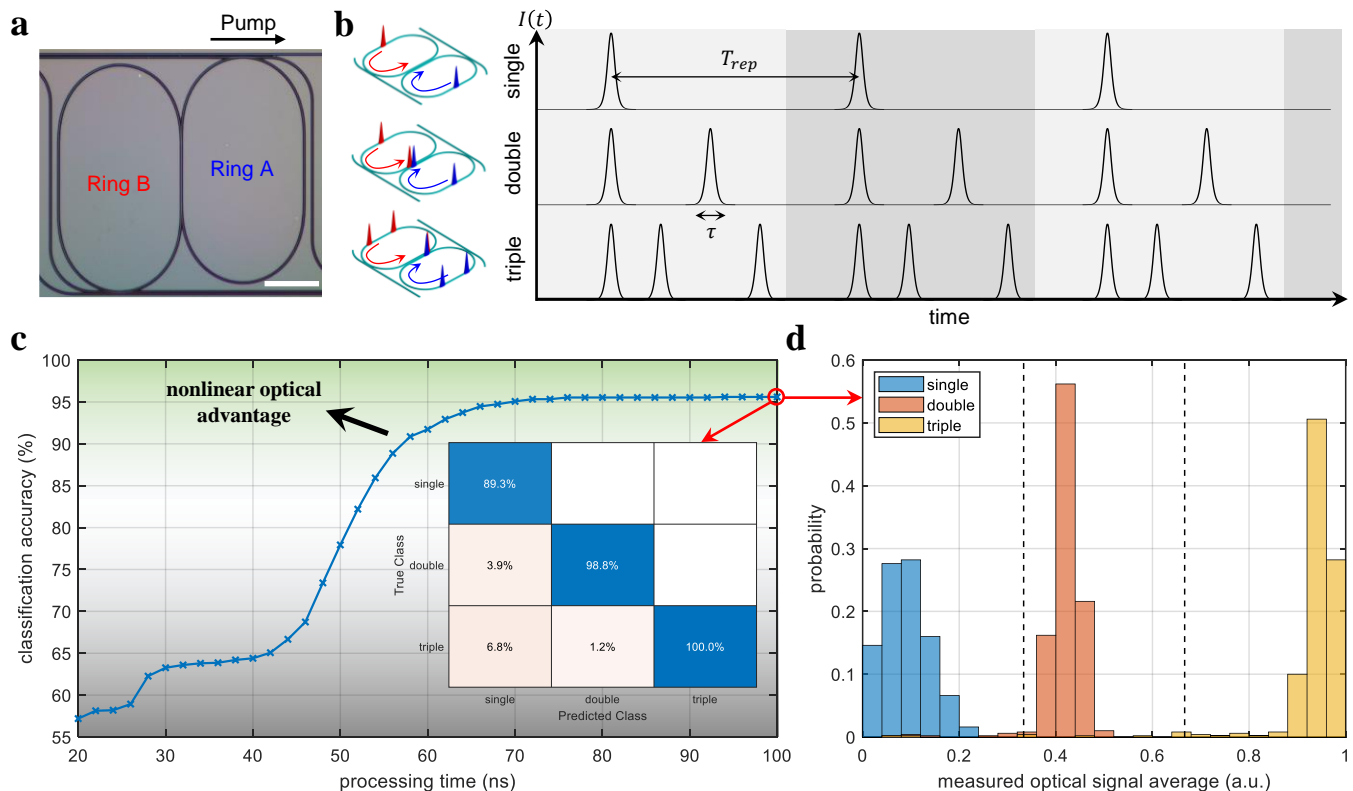 a
Pump
Ring B
Ring A
b
I(t)
single
T_rep
double
τ
triple
time
c
100
95
90
85
80
75
70
65
60
55
classification accuracy (%)
nonlinear optical
advantage
single
89.3%
True Class
double
3.9%
98.8%
triple
6.8%
1.2%
100.0%
single
double
triple
Predicted Class
20
30
40
50
60
70
80
90
100
processing time (ns)
d
0.6
0.5
0.4
0.3
0.2
0.1
0
probability
single
double
triple
0
0.2
0.4
0.6
0.8
1
measured optical signal average (a.u.)